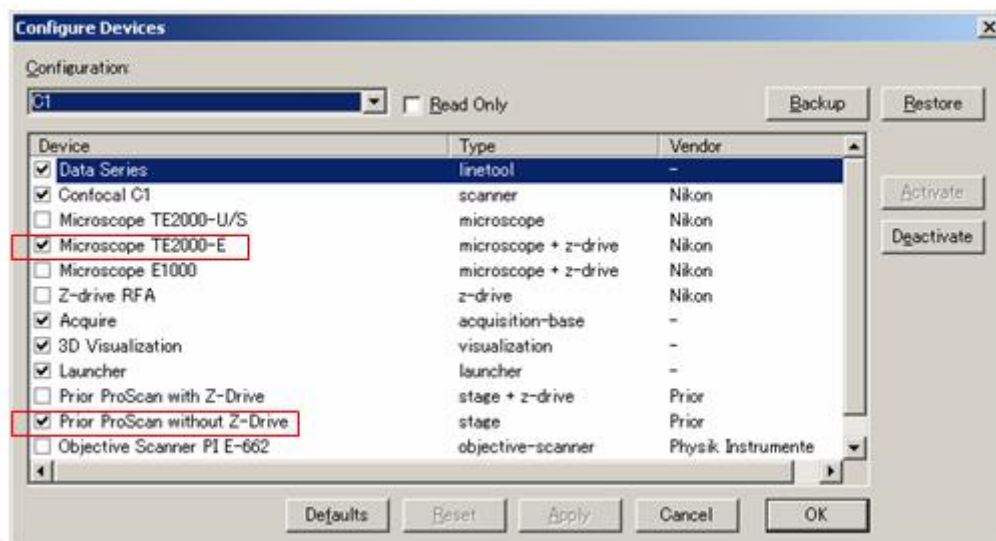 Configure Devices
Configuration:
C1 Read Only Backup Restore
Device Type Vendor
Data Series linetool -
Confocal C1 scanner Nikon
Microscope TE2000-U/S microscope Nikon
Microscope TE2000-E microscope + z-drive Nikon
Microscope E1000 microscope + z-drive Nikon
Z-drive RFA z-drive Nikon
Acquire acquisition-base -
3D Visualization visualization -
Launcher launcher -
Prior ProScan with Z-Drive stage + z-drive Prior
Prior ProScan without Z-Drive stage Prior
Objective Scanner PI E-662 objective-scanner Physik Instrumente
Activate
Deactivate
Defaults Reset Apply Cancel OK